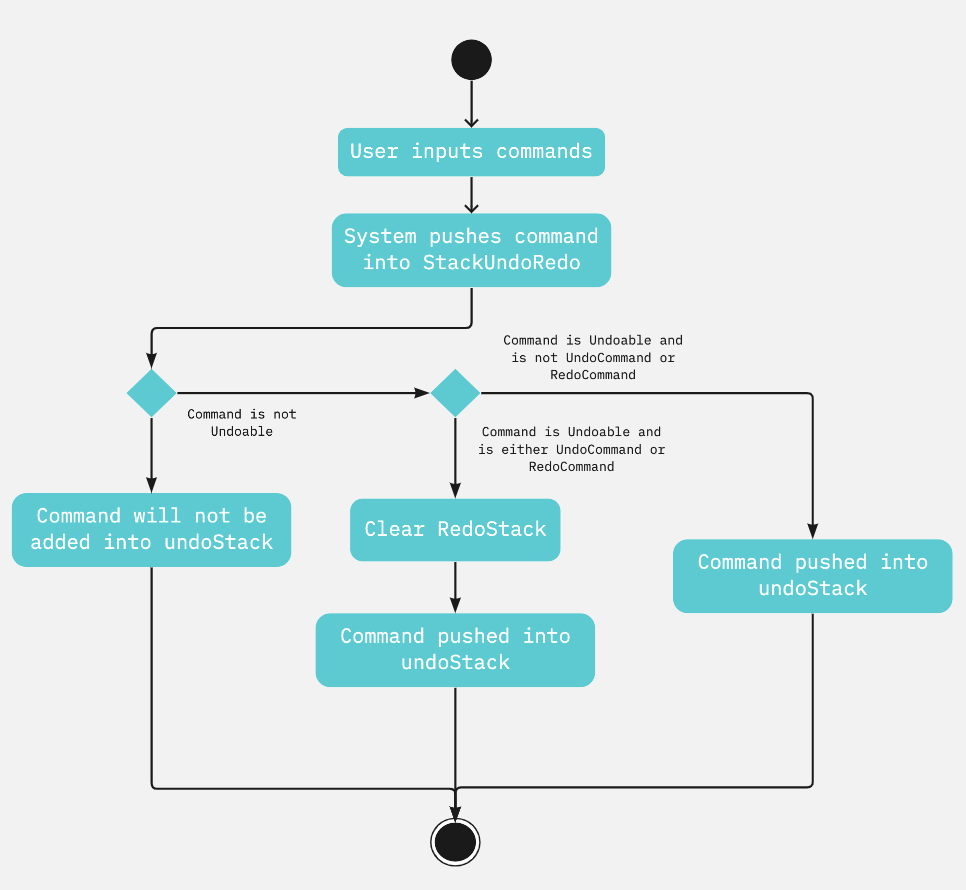 User inputs commands
System pushes command
into StackUndoRedo
Command is Undoable and
is not UndoCommand or
RedoCommand
Command is not
Undoable
Command is Undoable and
is either UndoCommand or
RedoCommand
Command will not be
added into undoStack
Clear RedoStack
Command pushed into
undoStack
Command pushed into
undoStack